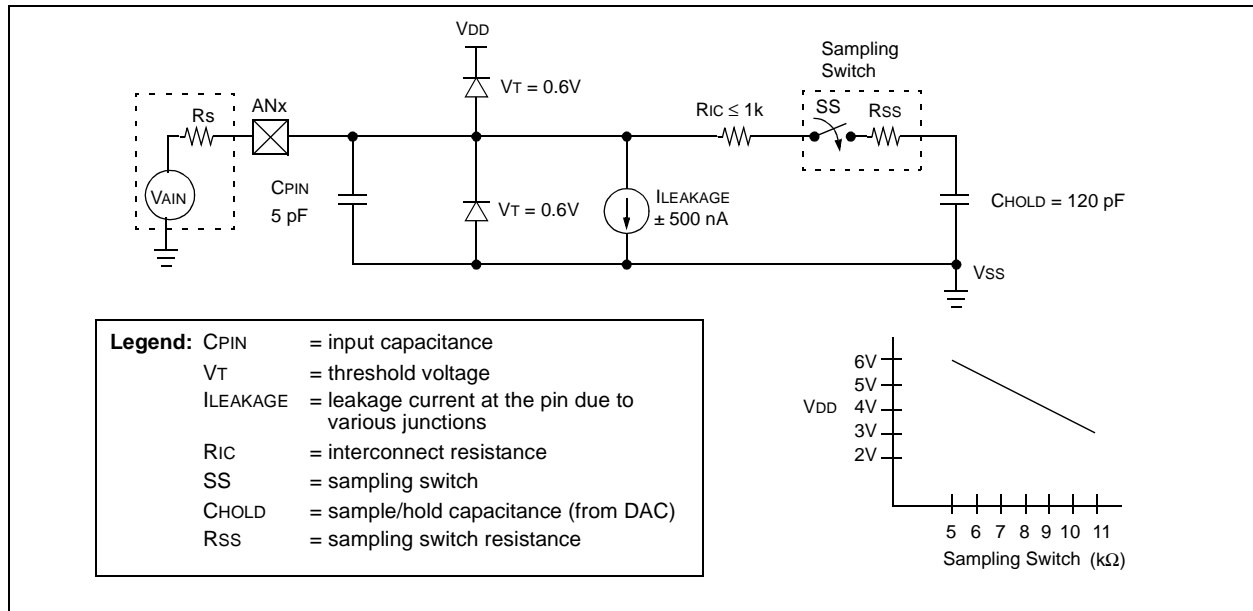 VDD
Sampling
Switch
VT = 0.6V
ANx
RS
RIC ≤ 1k
SS
RSS
VAIN
CPIN
5 pF
VT = 0.6V
ILEAKAGE
± 500 nA
CHOLD = 120 pF
VSS
Legend: CPIN = input capacitance
VT = threshold voltage
ILEAKAGE = leakage current at the pin due to
various junctions
RIC = interconnect resistance
SS = sampling switch
CHOLD = sample/hold capacitance (from DAC)
RSS = sampling switch resistance
6V
5V
VDD 4V
3V
2V
5 6 7 8 9 10 11
Sampling Switch (kΩ)